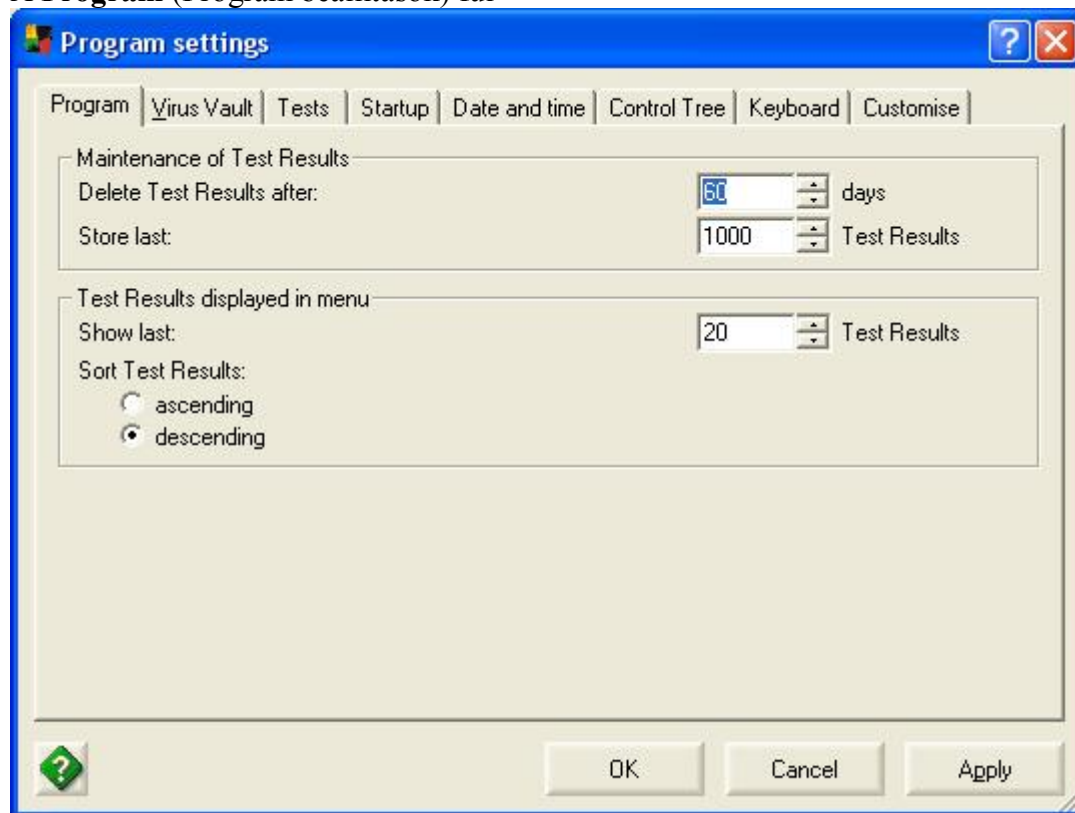 Program settings
Program Virus Vault Tests Startup Date and time Control Tree Keyboard Customise
Maintenance of Test Results
Delete Test Results after: 60 days
Store last: 1000 Test Results
Test Results displayed in menu
Show last: 20 Test Results
Sort Test Results:
ascending
descending
OK Cancel Apply